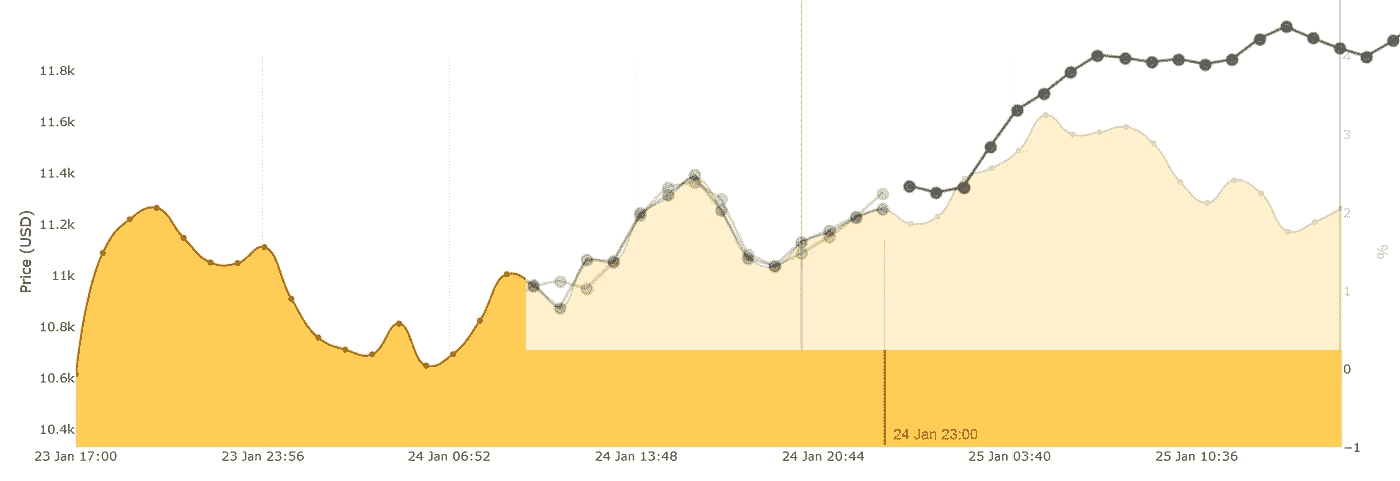 11.8k
11.6k
11.4k
11.2k
11k
10.8k
10.6k
10.4k
Price (USD)
4
3
2
1
0
−1
%
24 Jan 23:00
23 Jan 17:00
23 Jan 23:56
24 Jan 06:52
24 Jan 13:48
24 Jan 20:44
25 Jan 03:40
25 Jan 10:36